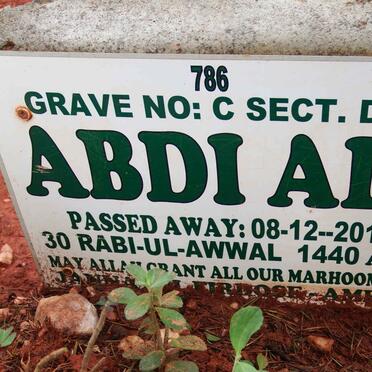 786
GRAVE NO: C SECT. D
ABDI
PASSED AWAY: 08-12--201
30 RABI-UL-AWWAL 1440 A
MAY ALLAH GRANT ALL OUR MARHOOM